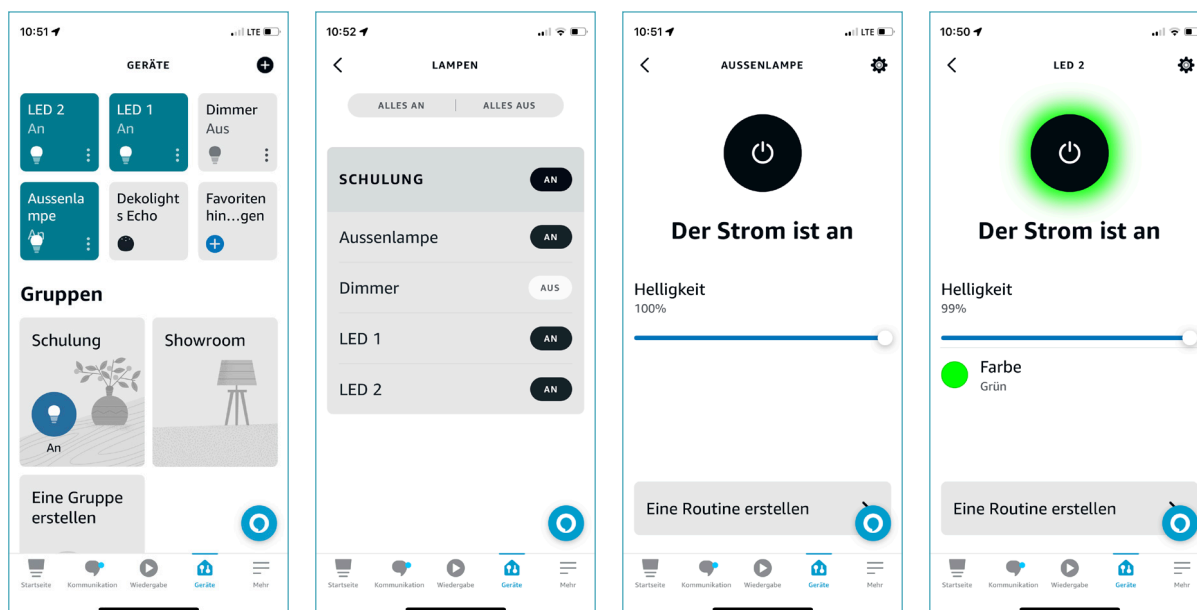 10:51
LTE
GERÄTE
LED 2
An
LED 1
An
Dimmer
Aus
Aussenla
mpe
An
Dekolight
s Echo
Favoriten
hin...gen
Gruppen
Schulung
An
Showroom
Eine Gruppe
erstellen
Startseite Kommunikation Wiedergabe Geräte Mehr
10:52
LAMPEN
ALLES AN ALLES AUS
SCHULUNG AN
Aussenlampe AN
Dimmer AUS
LED 1 AN
LED 2 AN
Startseite Kommunikation Wiedergabe Geräte Mehr
10:51
LTE
AUSSENLAMPE
Der Strom ist an
Helligkeit
100%
Eine Routine erstellen
Startseite Kommunikation Wiedergabe Geräte Mehr
10:50
LED 2
Der Strom ist an
Helligkeit
99%
Farbe
Grün
Eine Routine erstellen
Startseite Kommunikation Wiedergabe Geräte Mehr